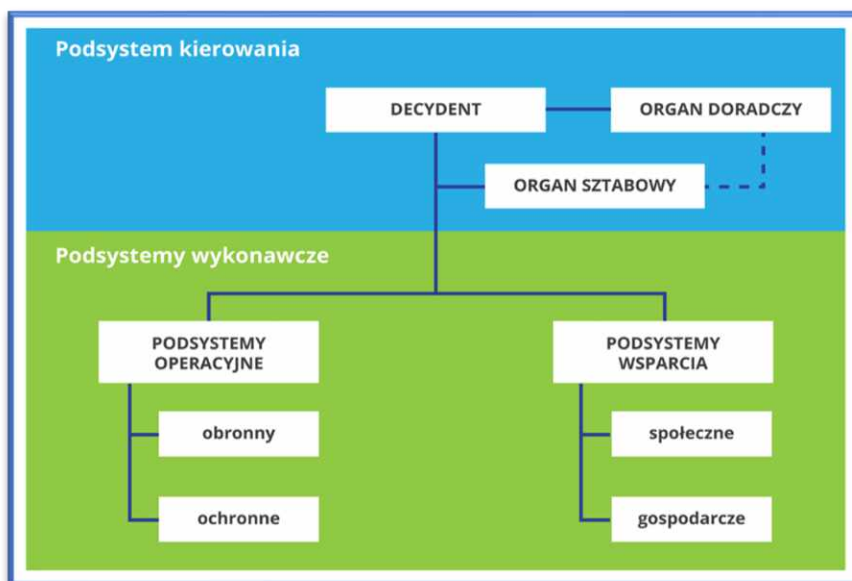 Podsystem kierowania
DECYDENT
ORGAN DORADCZY
ORGAN SZTABOWY
Podsystemy wykonawcze
PODSYSTEMY
OPERACYJNE
PODSYSTEMY
WSPARCIA
obronny
społeczne
ochronne
gospodarcze